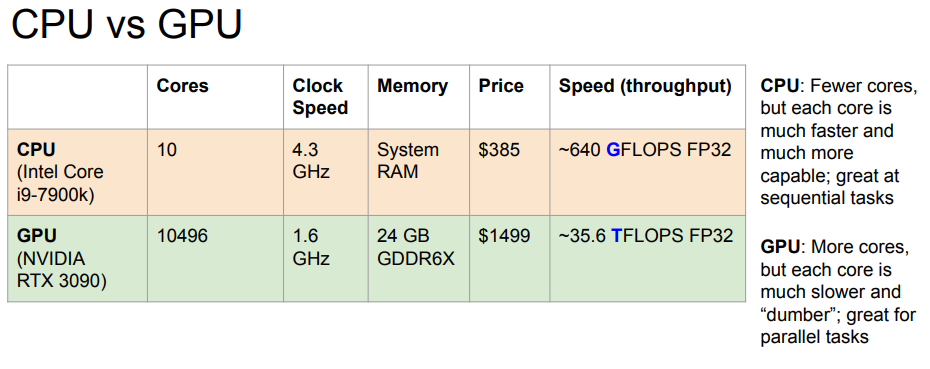 CPU vs GPU
Cores
Clock
Speed
Memory
Price
Speed (throughput)
CPU
(Intel Core
i9-7900k)
10
4.3
GHz
System
RAM
$385
~640 GFLOPS FP32
GPU
(NVIDIA
RTX 3090)
10496
1.6
GHz
24 GB
GDDR6X
$1499
~35.6 TFLOPS FP32
CPU: Fewer cores,
but each core is
much faster and
much more
capable; great at
sequential tasks
GPU: More cores,
but each core is
much slower and
“dumber”; great for
parallel tasks